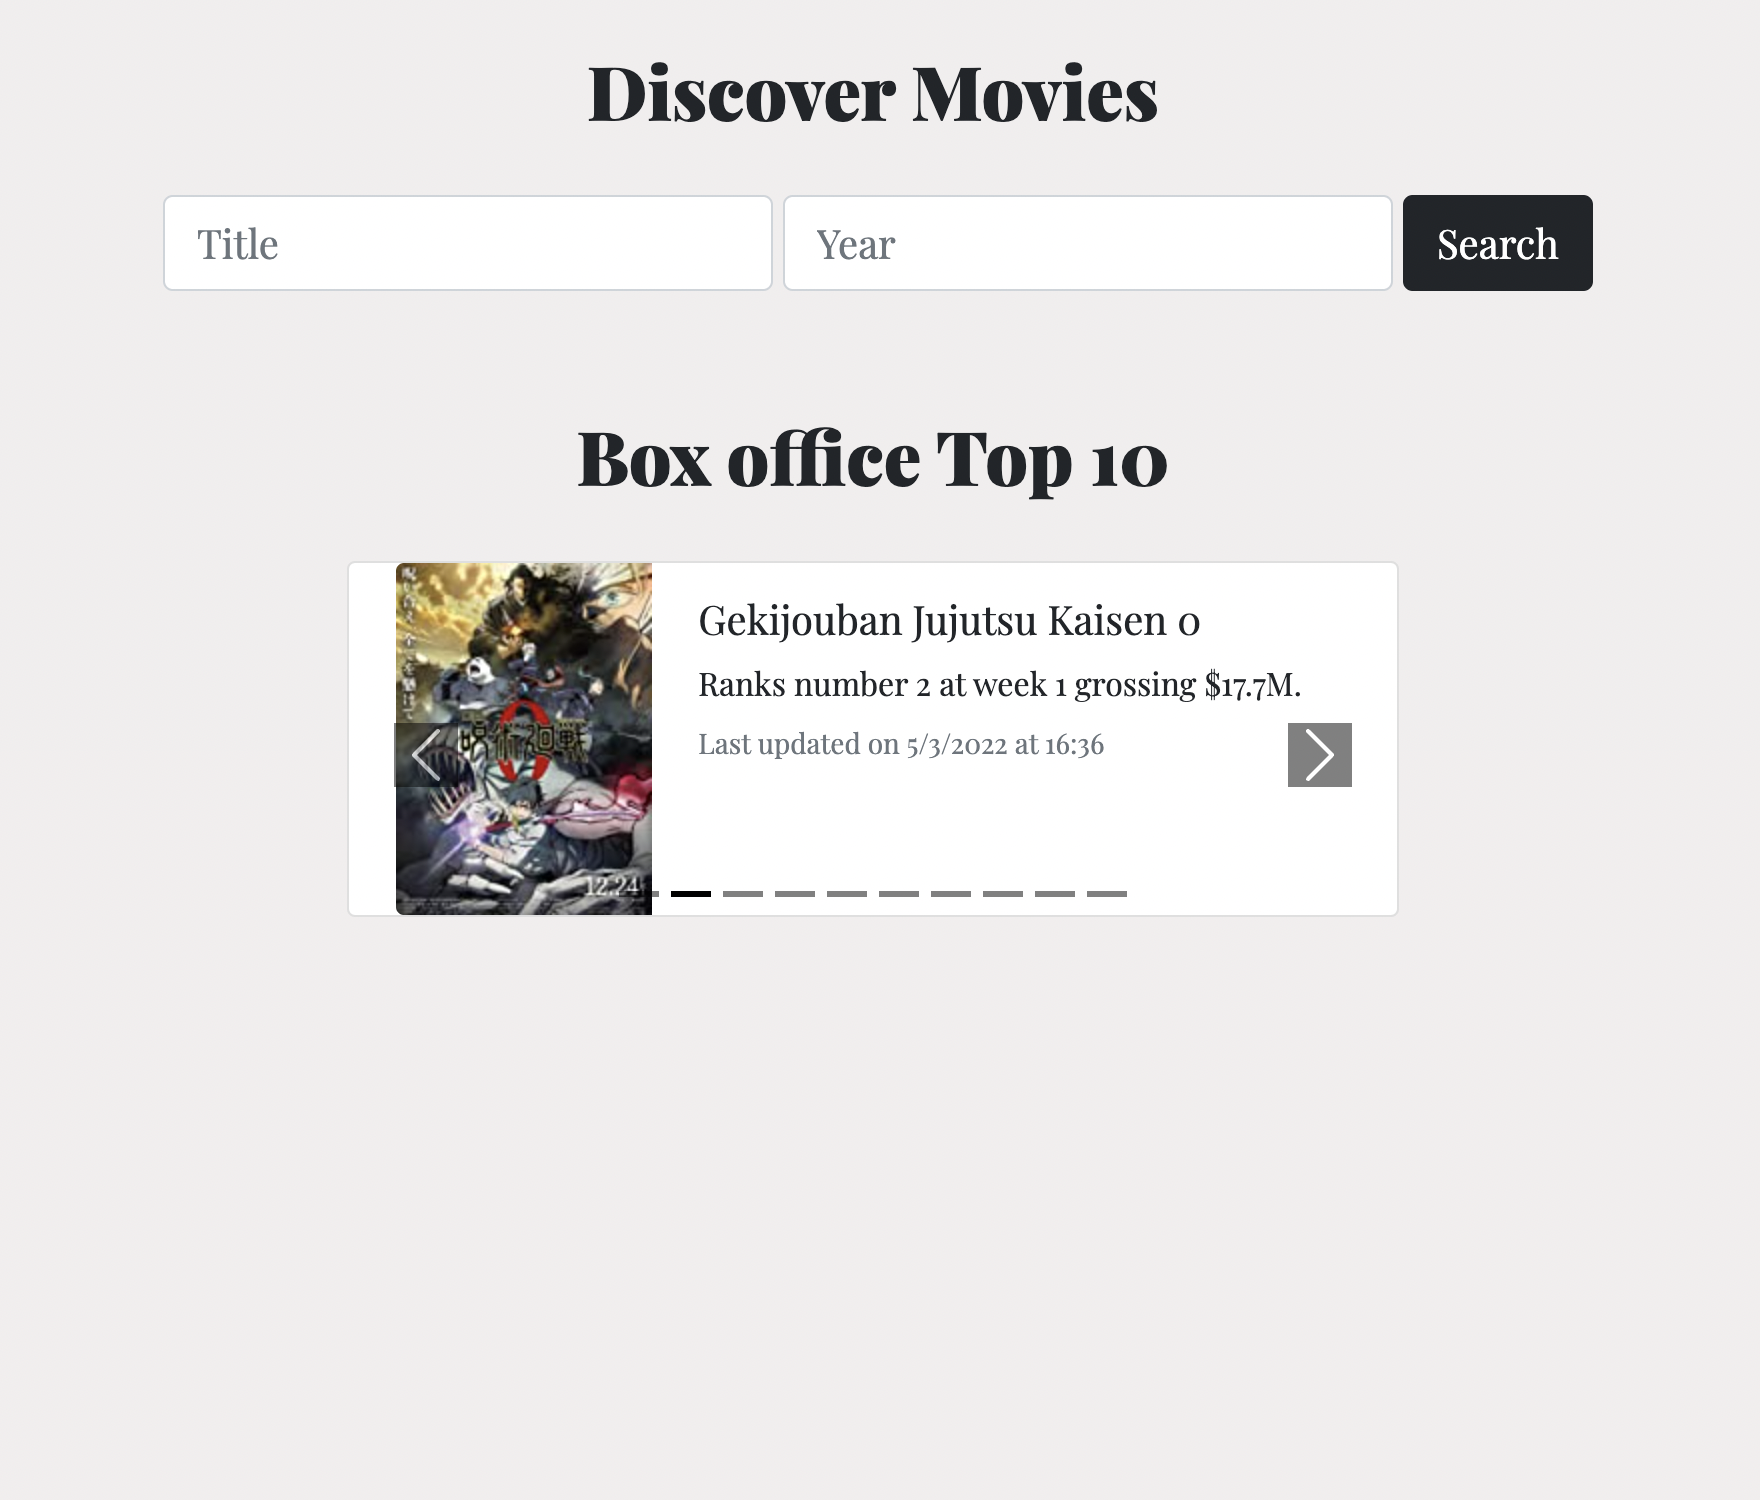 Discover Movies
Title
Year
Search
Box office Top 10
呪術廻戦
0
12.24
Gekijouban Jujutsu Kaisen 0
Ranks number 2 at week 1 grossing $17.7M.
Last updated on 5/3/2022 at 16:36